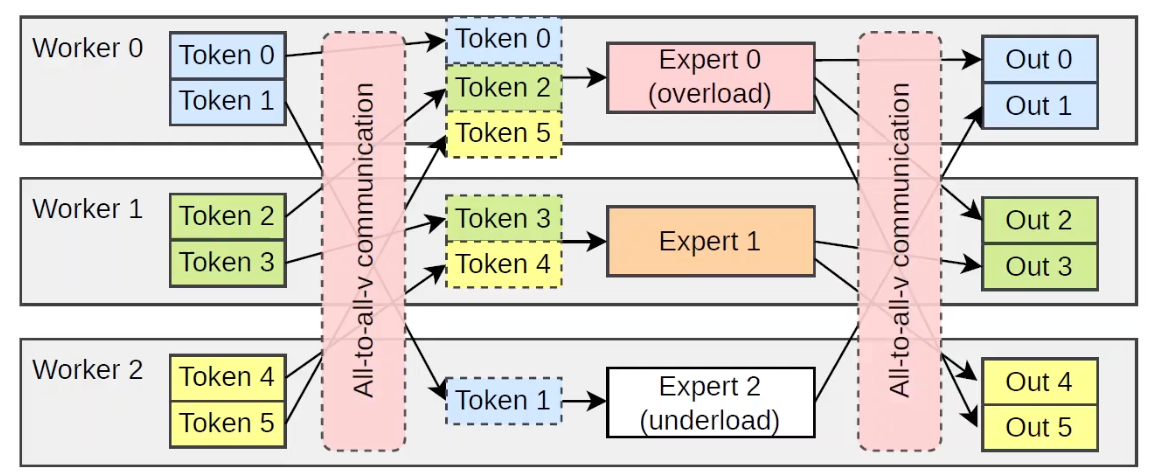 Worker 0
Token 0
Token 1
All-to-all-v communication
Token 0
Token 2
Token 5
Expert 0
(overload)
All-to-all-v communication
Out 0
Out 1
Worker 1
Token 2
Token 3
Token 3
Token 4
Expert 1
Out 2
Out 3
Worker 2
Token 4
Token 5
Token 1
Expert 2
(underload)
Out 4
Out 5